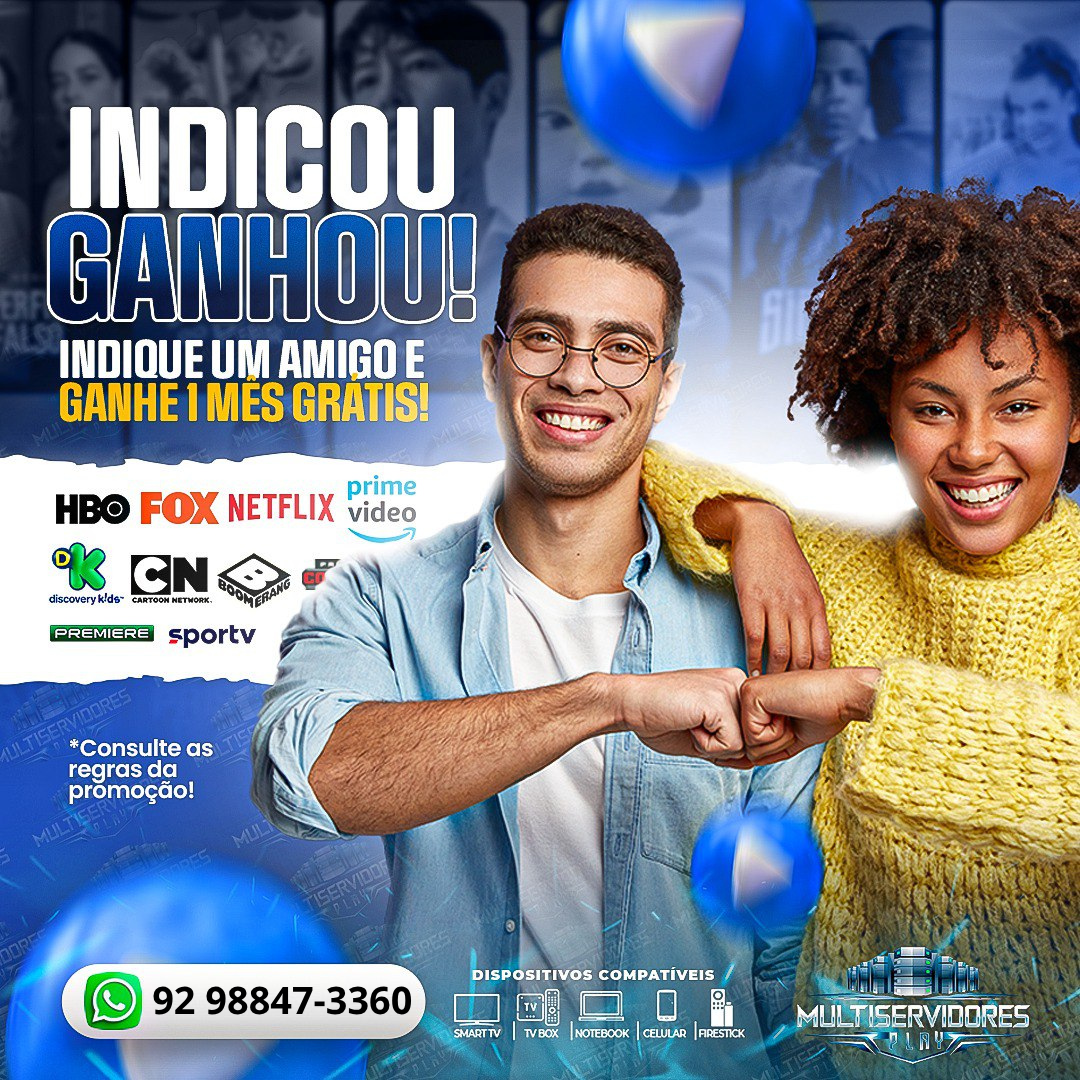 INDICOU
GANHOU!
INDIQUE UM AMIGO E
GANHE 1 MÊS GRÁTIS!
HBO FOX NETFLIX prime video
D K discovery kids CN CARTOON NETWORK. B BOOMERANG
PREMIERE sportv
*Consulte as
regras da
promoção!
92 98847-3360
DISPOSITIVOS COMPATÍVEIS
TV
SMART TV TV BOX NOTEBOOK CELULAR FIRESTICK
MULTISERVIDORES
PLAY